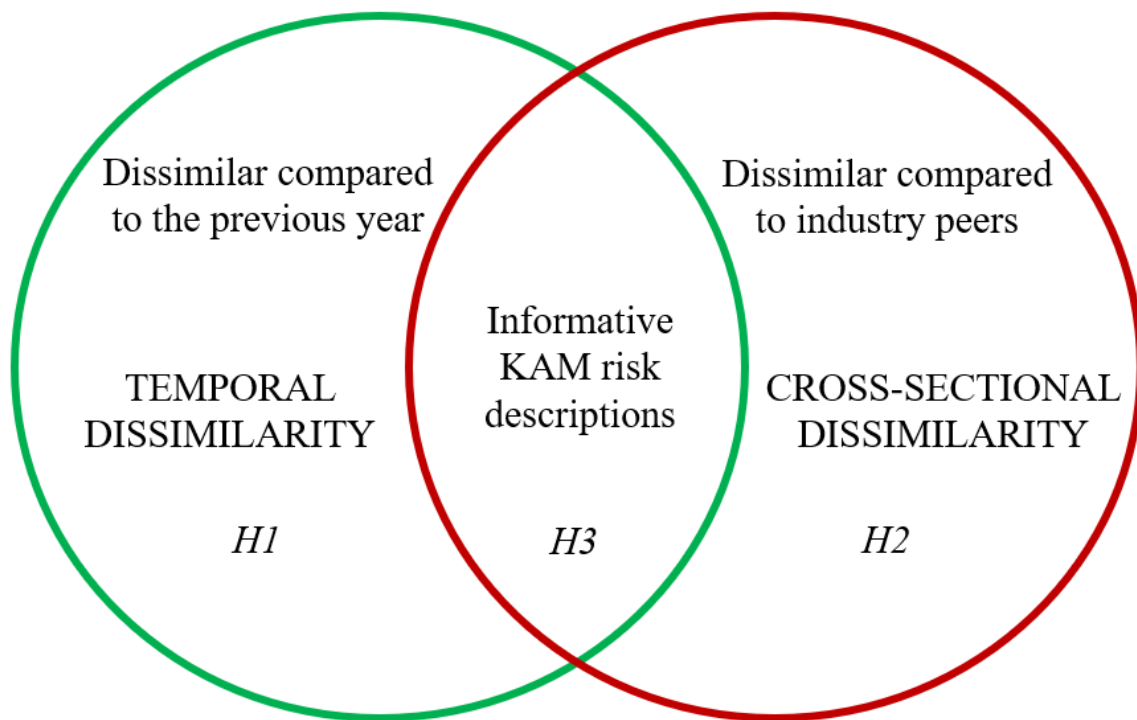 Dissimilar compared
to the previous year
TEMPORAL
DISSIMILARITY
H1
Informative
KAM risk
descriptions
H3
Dissimilar compared
to industry peers
CROSS-SECTIONAL
DISSIMILARITY
H2